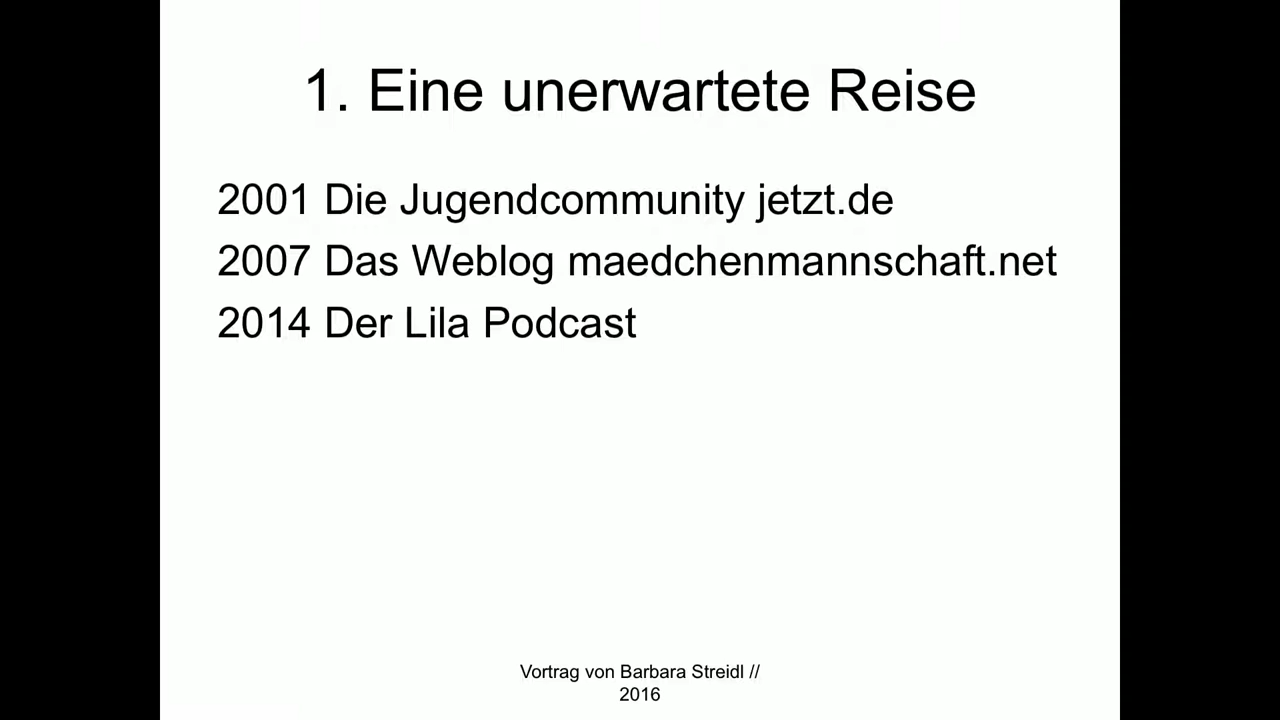 1. Eine unerwartete Reise
2001 Die Jugendcommunity jetzt.de
2007 Das Weblog maedchenmannschaft.net
2014 Der Lila Podcast
Vortrag von Barbara Streidl //
2016